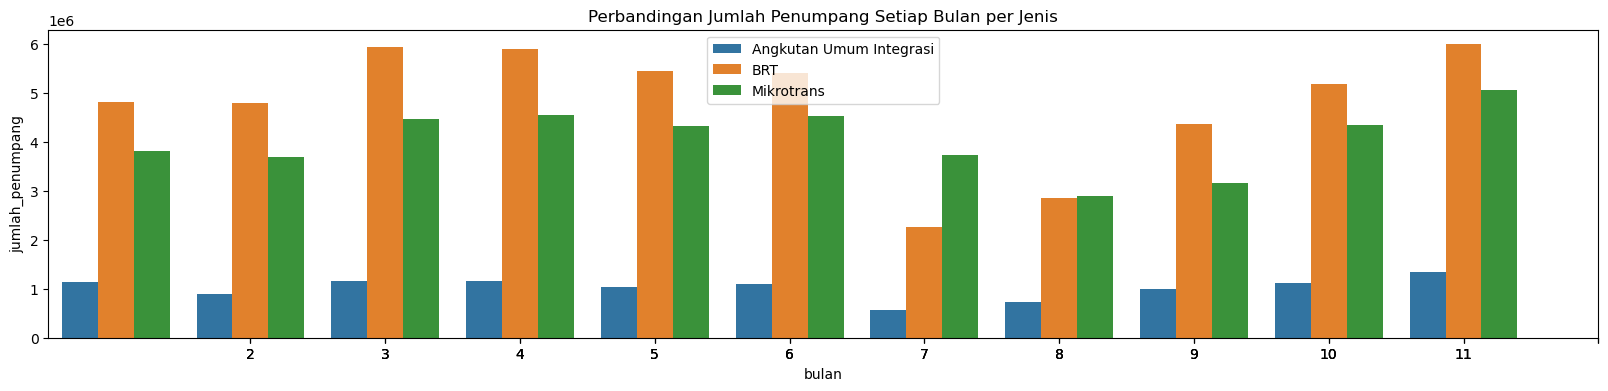 Perbandingan Jumlah Penumpang Setiap Bulan per Jenis
1e6
Angkutan Umum Integrasi
BRT
Mikrotrans
6
5
4
3
2
1
0
jumlah_penumpang
2 3 4 5 6 7 8 9 10 11
bulan